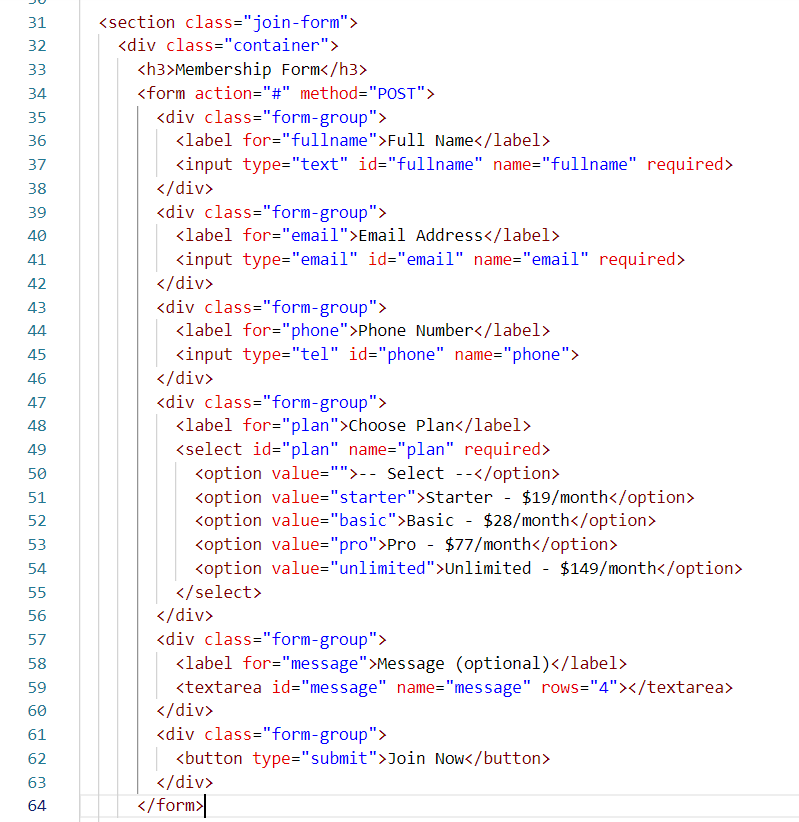 31 <section class="join-form">
32 <div class="container">
33 <h3>Membership Form</h3>
34 <form action="#" method="POST">
35 <div class="form-group">
36 <label for="fullname">Full Name</label>
37 <input type="text" id="fullname" name="fullname" required>
38 </div>
39 <div class="form-group">
40 <label for="email">Email Address</label>
41 <input type="email" id="email" name="email" required>
42 </div>
43 <div class="form-group">
44 <label for="phone">Phone Number</label>
45 <input type="tel" id="phone" name="phone">
46 </div>
47 <div class="form-group">
48 <label for="plan">Choose Plan</label>
49 <select id="plan" name="plan" required>
50 <option value="">-- Select --</option>
51 <option value="starter">Starter - $19/month</option>
52 <option value="basic">Basic - $28/month</option>
53 <option value="pro">Pro - $77/month</option>
54 <option value="unlimited">Unlimited - $149/month</option>
55 </select>
56 </div>
57 <div class="form-group">
58 <label for="message">Message (optional)</label>
59 <textarea id="message" name="message" rows="4"></textarea>
60 </div>
61 <div class="form-group">
62 <button type="submit">Join Now</button>
63 </div>
64 </form>